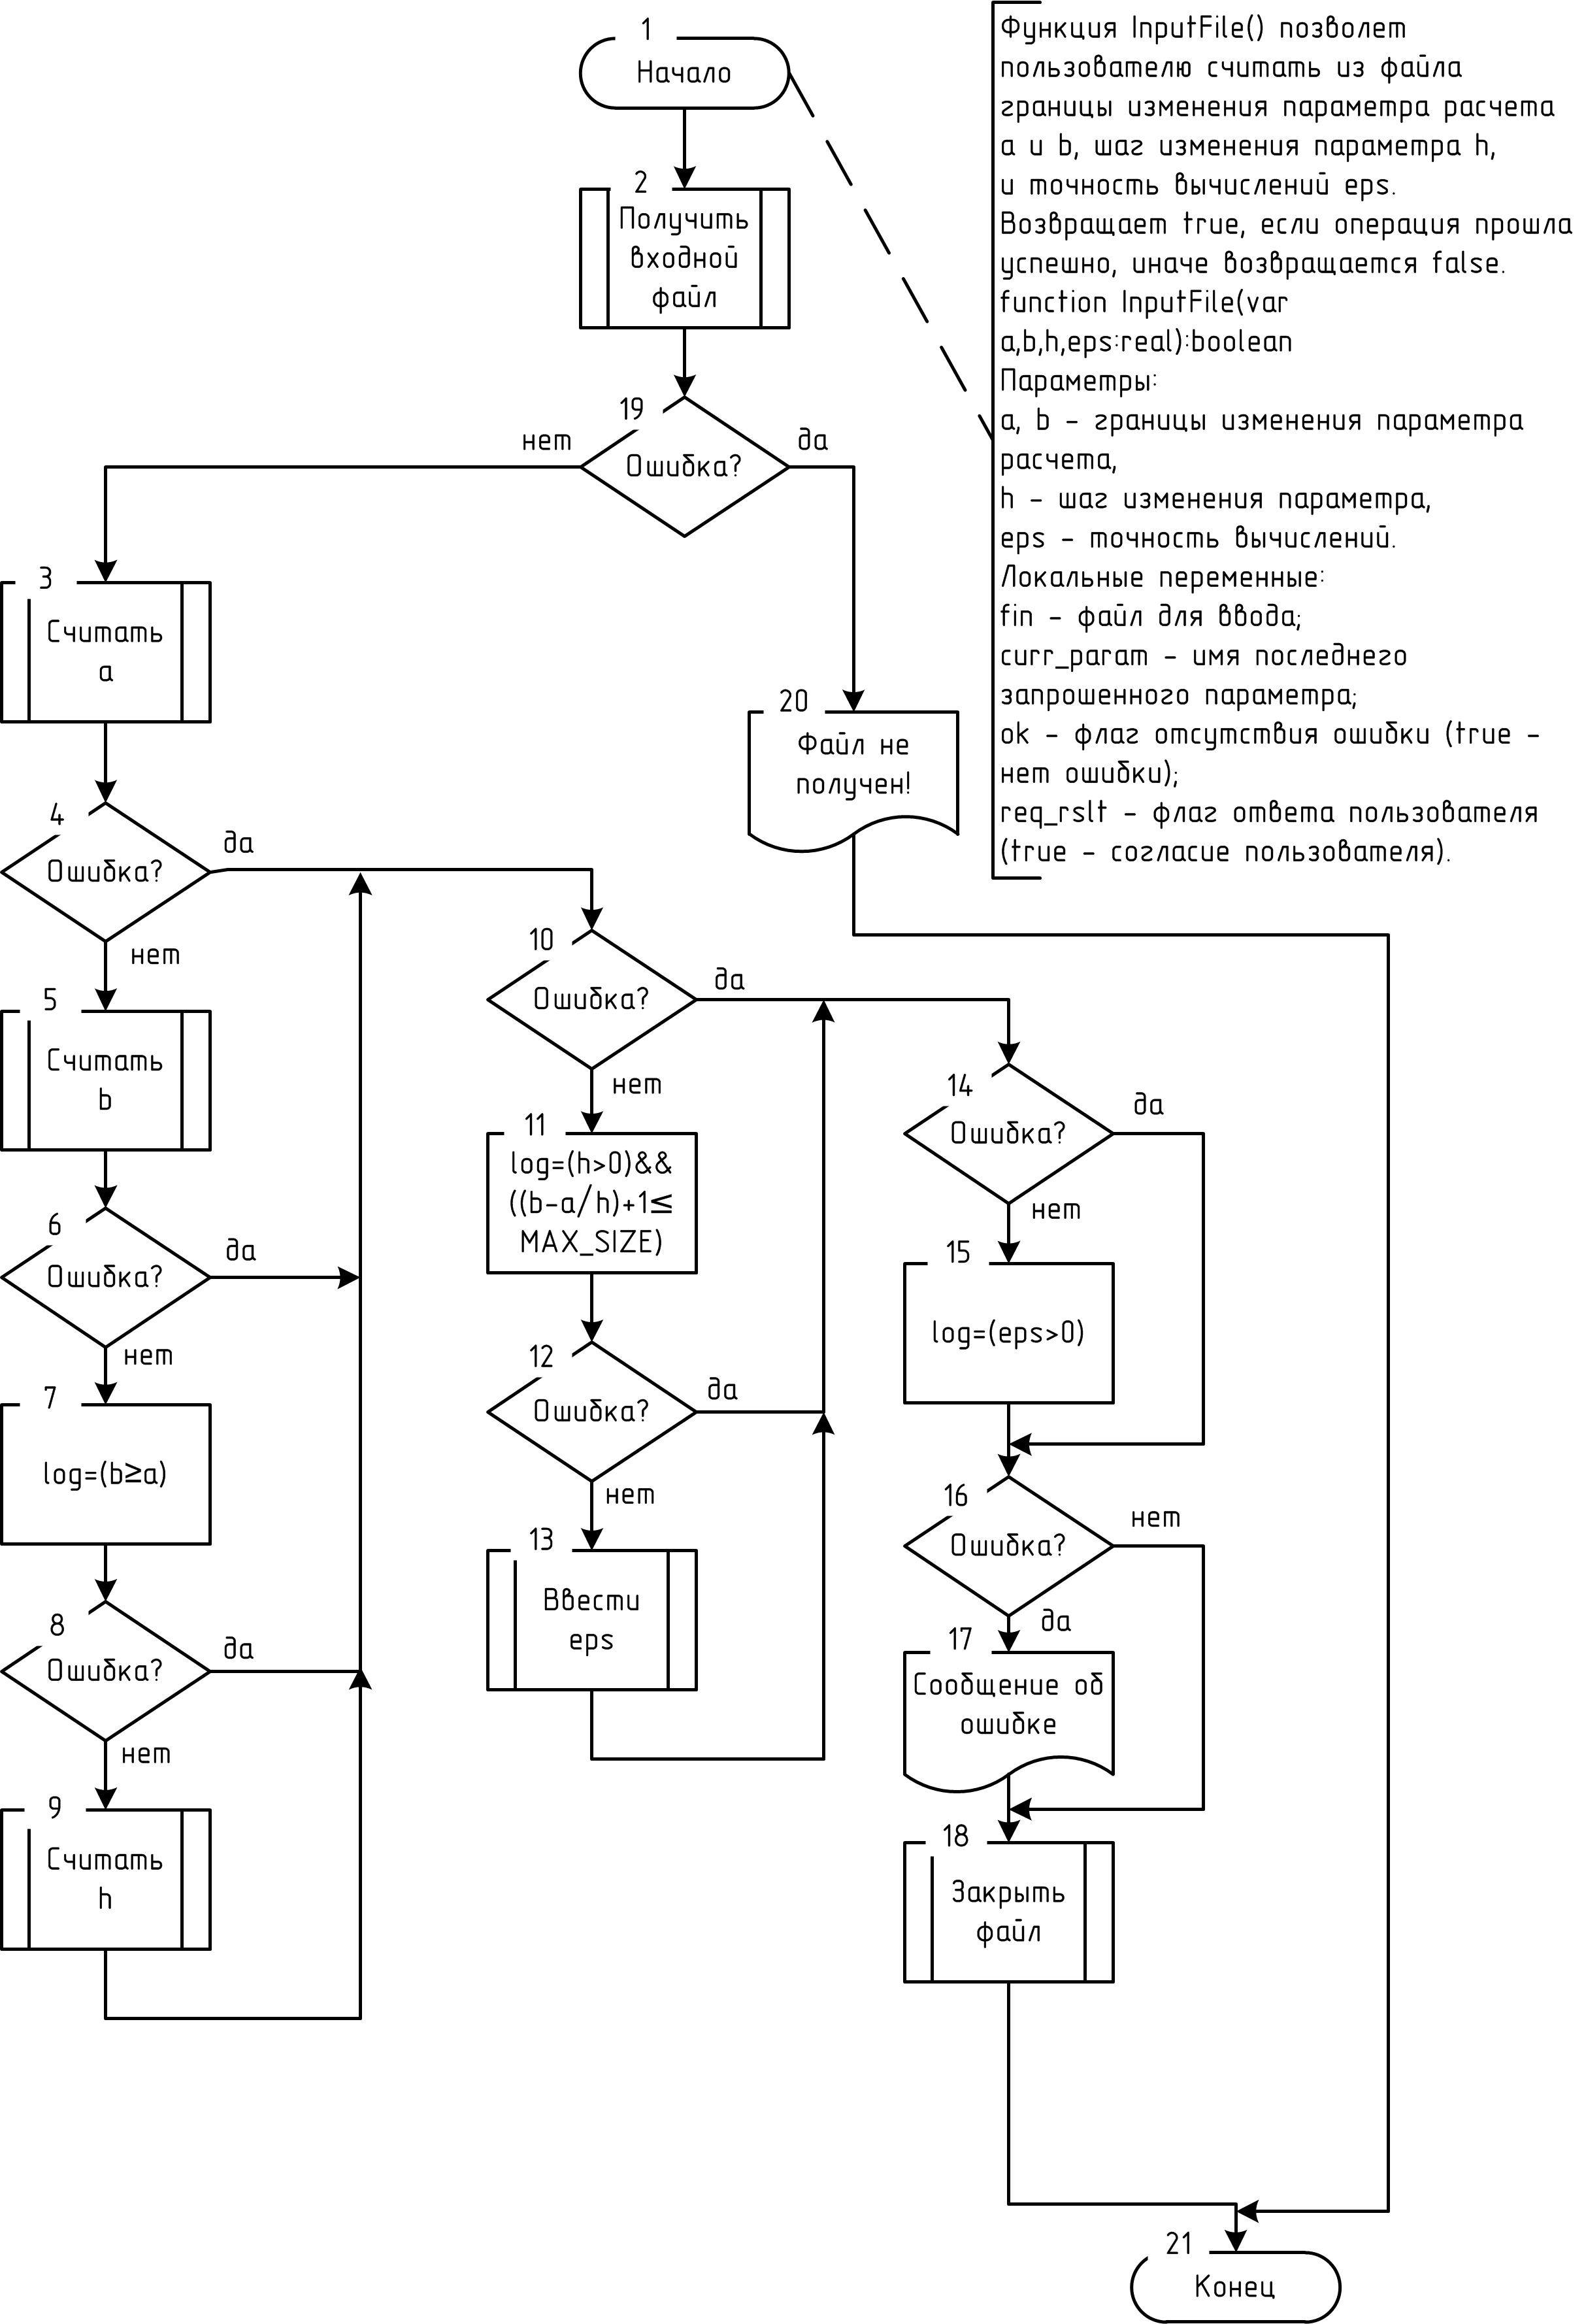 1
Начало
Функция InputFile() позволет
пользователю считать из файла
границы изменения параметра расчета
a и b, шаг изменения параметра h,
и точность вычислений eps.
Возвращает true, если операция прошла
успешно, иначе возвращается false.
function InputFile(var
a,b,h,eps:real):boolean
Параметры:
a, b – границы изменения параметра
расчета,
h – шаг изменения параметра,
eps – точность вычислений.
Локальные переменные:
fin – файл для ввода;
curr_param – имя последнего
запрошенного параметра;
ok – флаг отсутствия ошибки (true –
нет ошибки);
req_rslt – флаг ответа пользователя
(true – согласие пользователя).
2
Получить
входной
файл
19
Ошибка?
нет
да
3
Считать
a
4
Ошибка?
да
нет
5
Считать
b
6
Ошибка?
да
нет
7
log=(b≥a)
8
Ошибка?
да
нет
9
Считать
h
10
Ошибка?
да
нет
11
log=(h>0)&&
((b-a/h)+1≤
MAX_SIZE)
12
Ошибка?
да
нет
13
Ввести
eps
14
Ошибка?
да
нет
15
log=(eps>0)
16
Ошибка?
нет
да
17
Сообщение об
ошибке
18
Закрыть
файл
20
Файл не
получен!
21
Конец